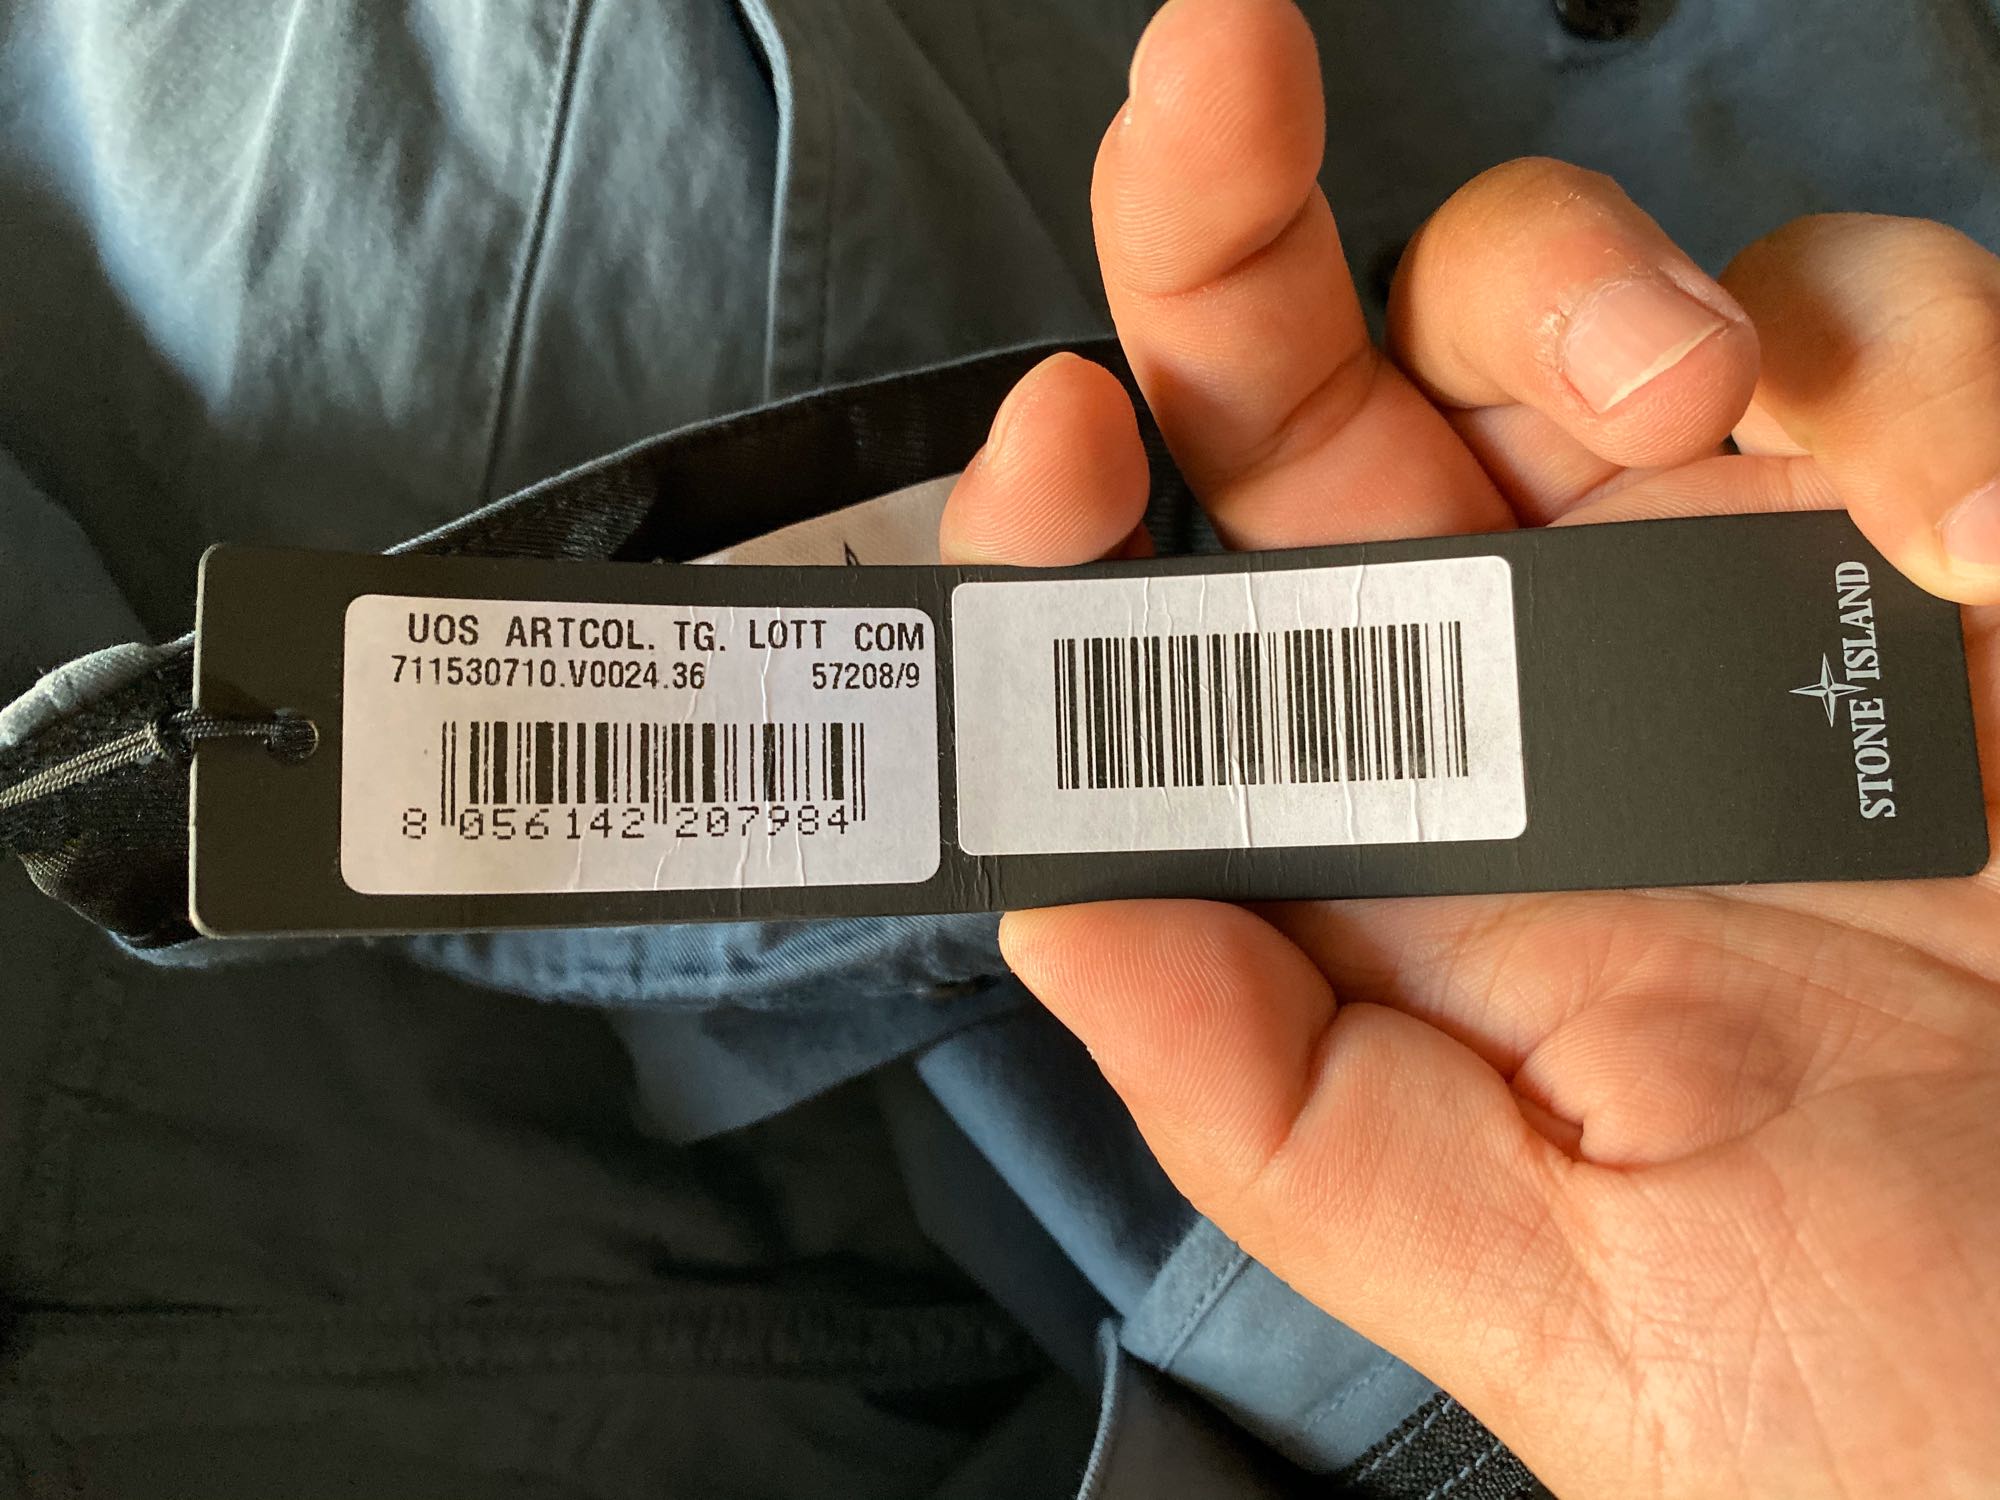 UOS ARTCOL. TG. LOTT COM
711530710.V0024.36 57208/9
8 056142 207984
STONE ISLAND